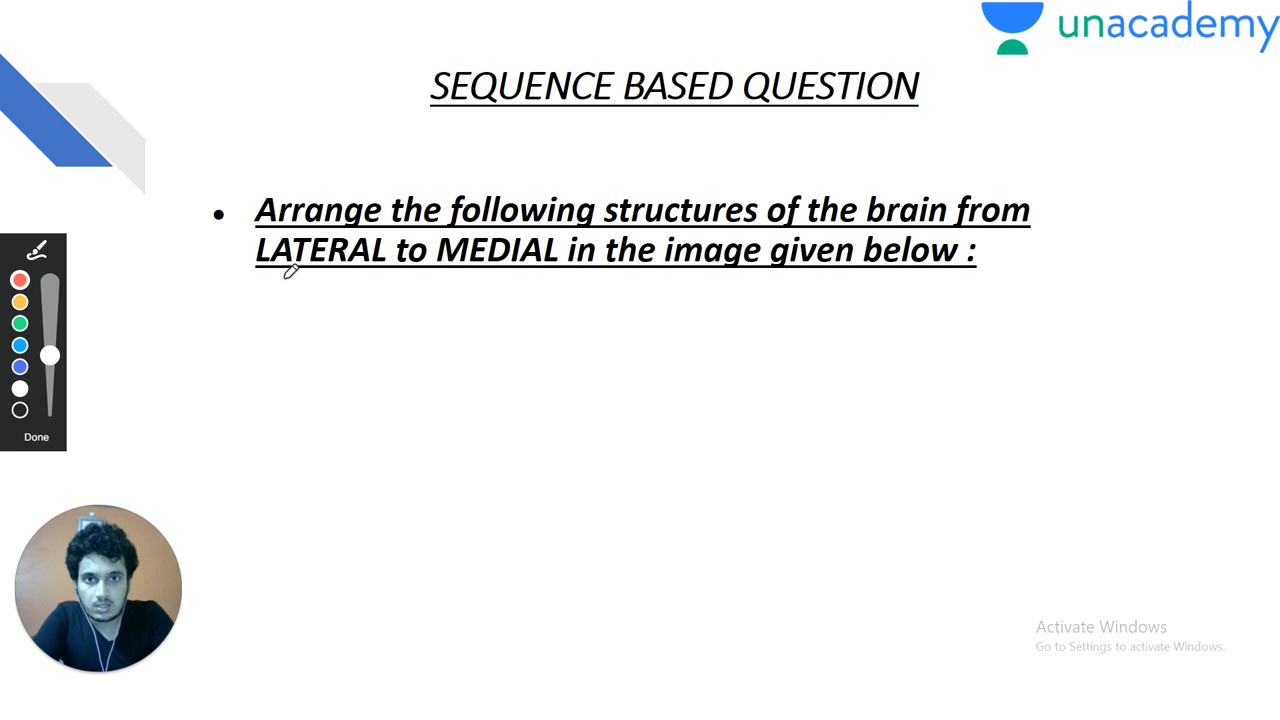 unacademy
SEQUENCE BASED QUESTION
• Arrange the following structures of the brain from
LATERAL to MEDIAL in the image given below :
Done
Activate Windows
Go to Settings to activate Windows.